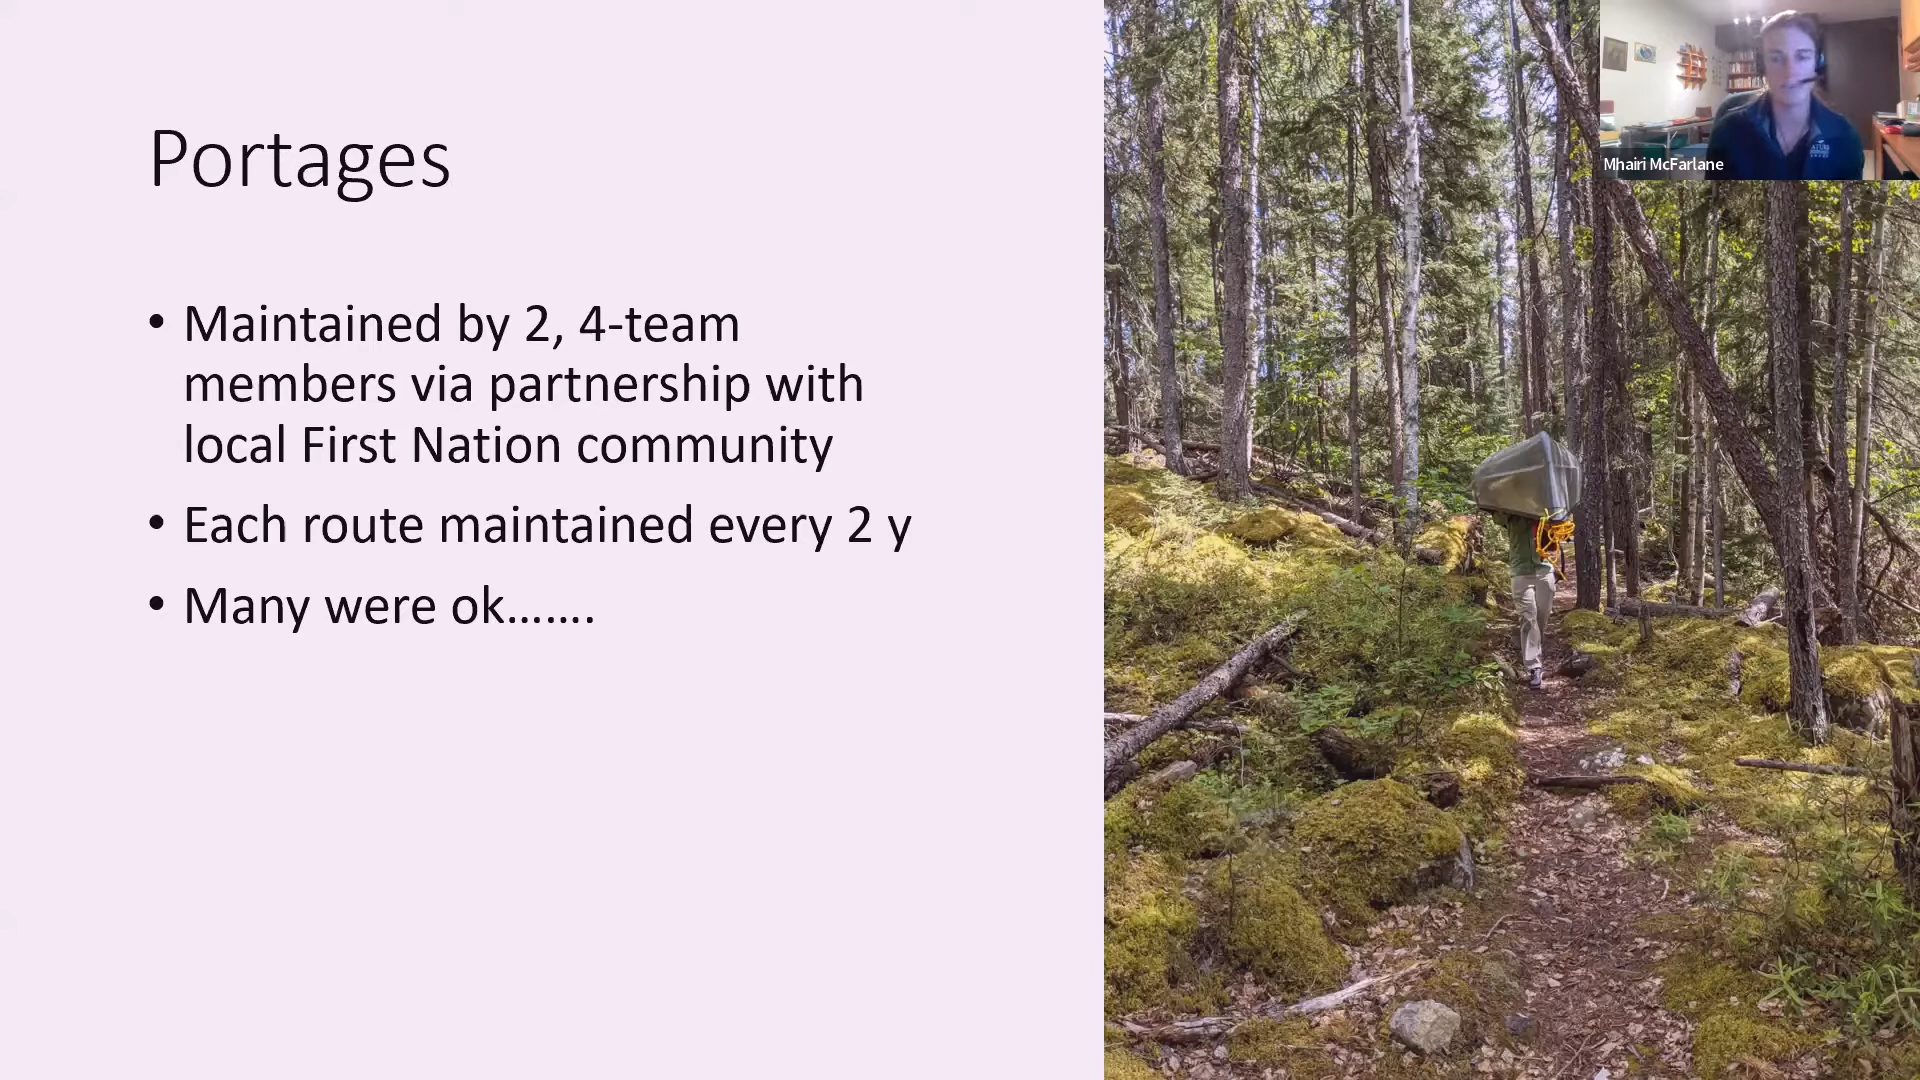 Portages
• Maintained by 2, 4-team
members via partnership with
local First Nation community
• Each route maintained every 2 y
• Many were ok.......
Mhairi McFarlane